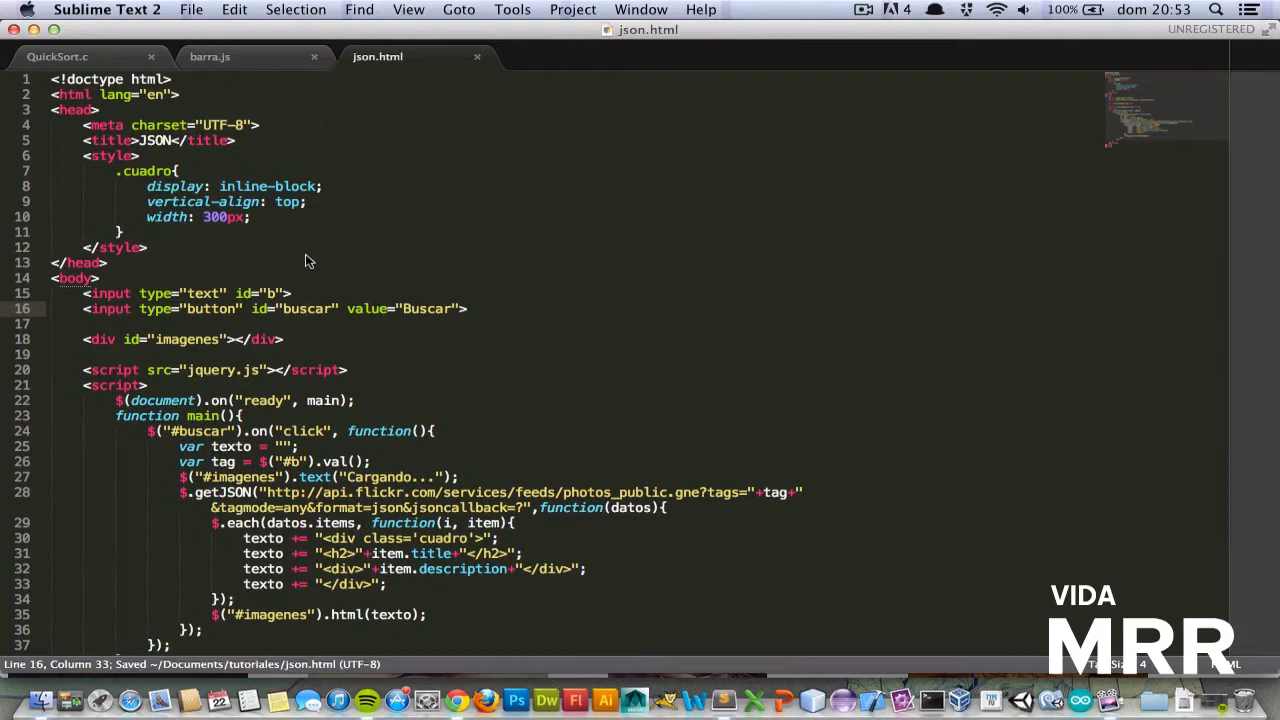 Sublime Text 2 File Edit Selection Find View Goto Tools Project Window Help 4 100% dom 20:53
json.html UNREGISTERED
QuickSort.c barra.js json.html
1 <!doctype html>
2 <html lang="en">
3 <head>
4 <meta charset="UTF-8">
5 <title>JSON</title>
6 <style>
7 .cuadro{
8 display: inline-block;
9 vertical-align: top;
10 width: 300px;
11 }
12 </style>
13 </head>
14 <body>
15 <input type="text" id="b">
16 <input type="button" id="buscar" value="Buscar">
17
18 <div id="imagenes"></div>
19
20 <script src="jquery.js"></script>
21 <script>
22 $(document).on("ready", main);
23 function main(){
24 $("#buscar").on("click", function(){
25 var texto = "";
26 var tag = $("#b").val();
27 $("#imagenes").text("Cargando...");
28 $.getJSON("http://api.flickr.com/services/feeds/photos_public.gne?tags="+tag+"
&tagmode=any&format=json&jsoncallback=?",function(datos){
29 $.each(datos.items, function(i, item){
30 texto += "<div class='cuadro'>";
31 texto += "<h2>"+item.title+"</h2>";
32 texto += "<div>"+item.description+"</div>";
33 texto += "</div>";
34 });
35 $("#imagenes").html(texto);
36 });
37 });
VIDA
MRR
Line 16, Column 33; Saved ~/Documents/tutoriales/json.html (UTF-8)
22 Ps Dw Fl Ai